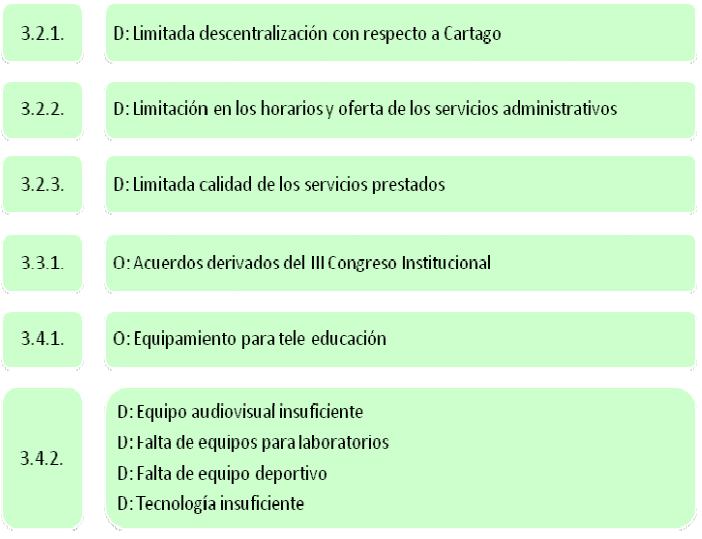 3.2.1. D: Limitada descentralización con respecto a Cartago
3.2.2. D: Limitación en los horarios y oferta de los servicios administrativos
3.2.3. D: Limitada calidad de los servicios prestados
3.3.1. O: Acuerdos derivados del III Congreso Institucional
3.4.1. O: Equipamiento para tele educación
3.4.2.
D: Equipo audiovisual insuficiente
D: Falta de equipos para laboratorios
D: Falta de equipo deportivo
D: Tecnología insuficiente